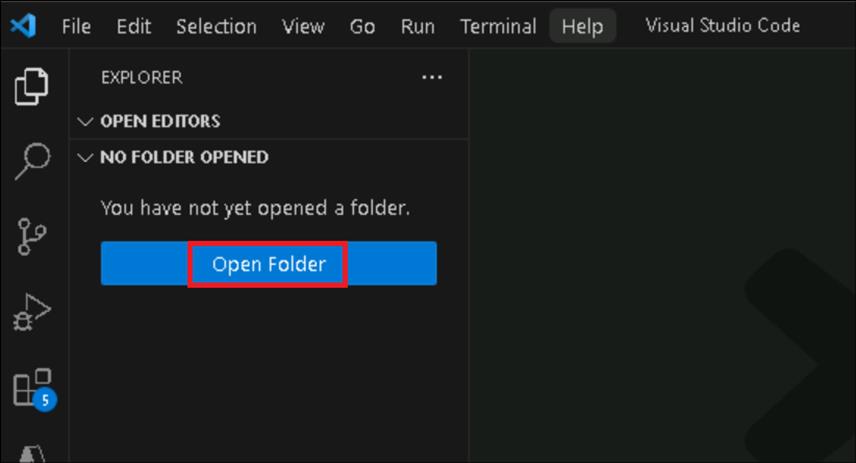 File Edit Selection View Go Run Terminal Help Visual Studio Code
EXPLORER ...
OPEN EDITORS
NO FOLDER OPENED
You have not yet opened a folder.
Open Folder
5